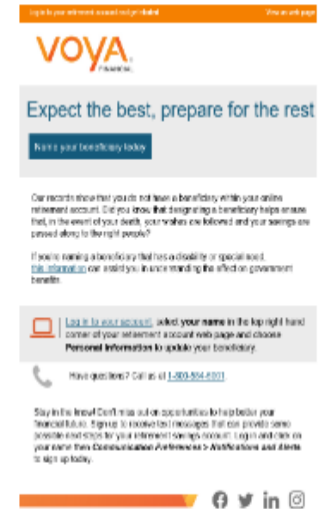 Log in to your retirement account and get started
View as web page
VOYA
FINANCIAL
Expect the best, prepare for the rest
Name your beneficiary today
Our records show that you do not have a beneficiary within your online
retirement account. Did you know that designating a beneficiary helps ensure
that, in the event of your death, your wishes are followed and your savings are
passed along to the right people?
If you're naming a beneficiary that has a disability or special need,
this information can assist you in understanding the effect on government
benefits.
Log in to your account, select your name in the top right hand
corner of your retirement account web page and choose
Personal Information to update your beneficiary.
Have questions? Call us at 1-800-584-6001.
Stay in the know! Don't miss out on opportunities to help better your
financial future. Sign up to receive text messages that can provide some
possible next steps for your retirement savings account. Log in and click on
your name then Communication Preferences > Notifications and Alerts
to sign up today.